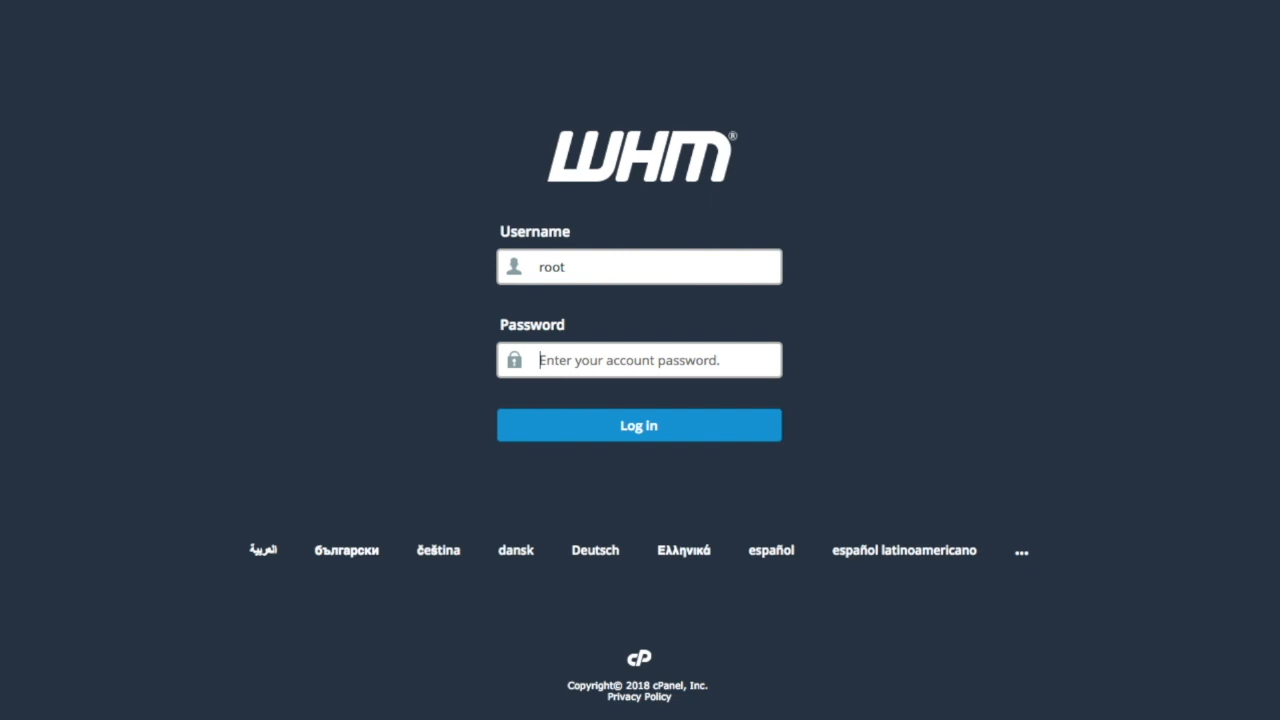 WHM®
Username
root
Password
Enter your account password.
Log in
العربية български čeština dansk Deutsch Ελληνικά español español latinoamericano ...
cP
Copyright© 2018 cPanel, Inc.
Privacy Policy